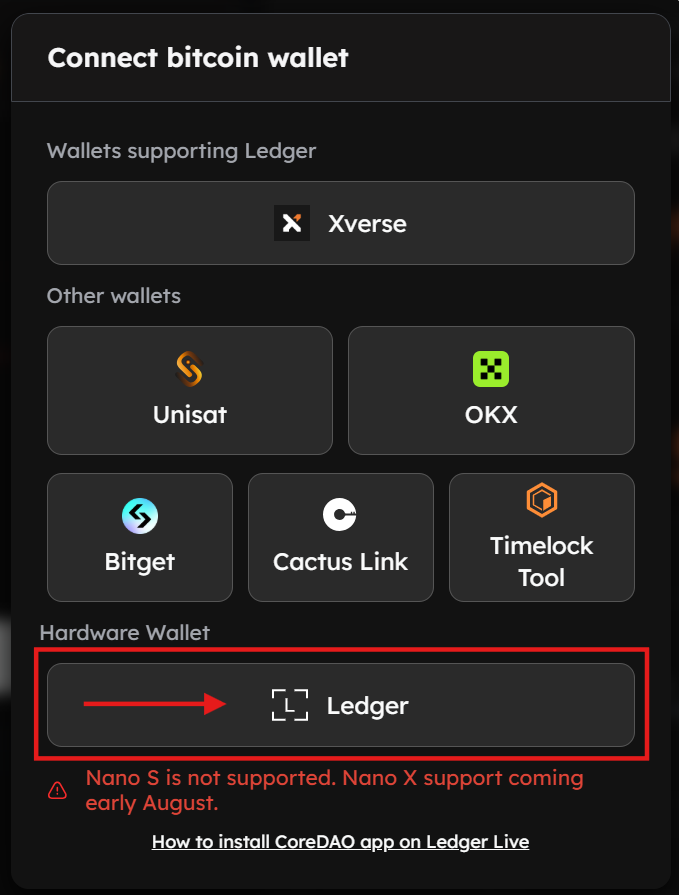 Connect bitcoin wallet
Wallets supporting Ledger
Xverse
Other wallets
Unisat
OKX
Bitget
Cactus Link
Timelock
Tool
Hardware Wallet
L
Ledger
Nano S is not supported. Nano X support coming
early August.
How to install CoreDAO app on Ledger Live